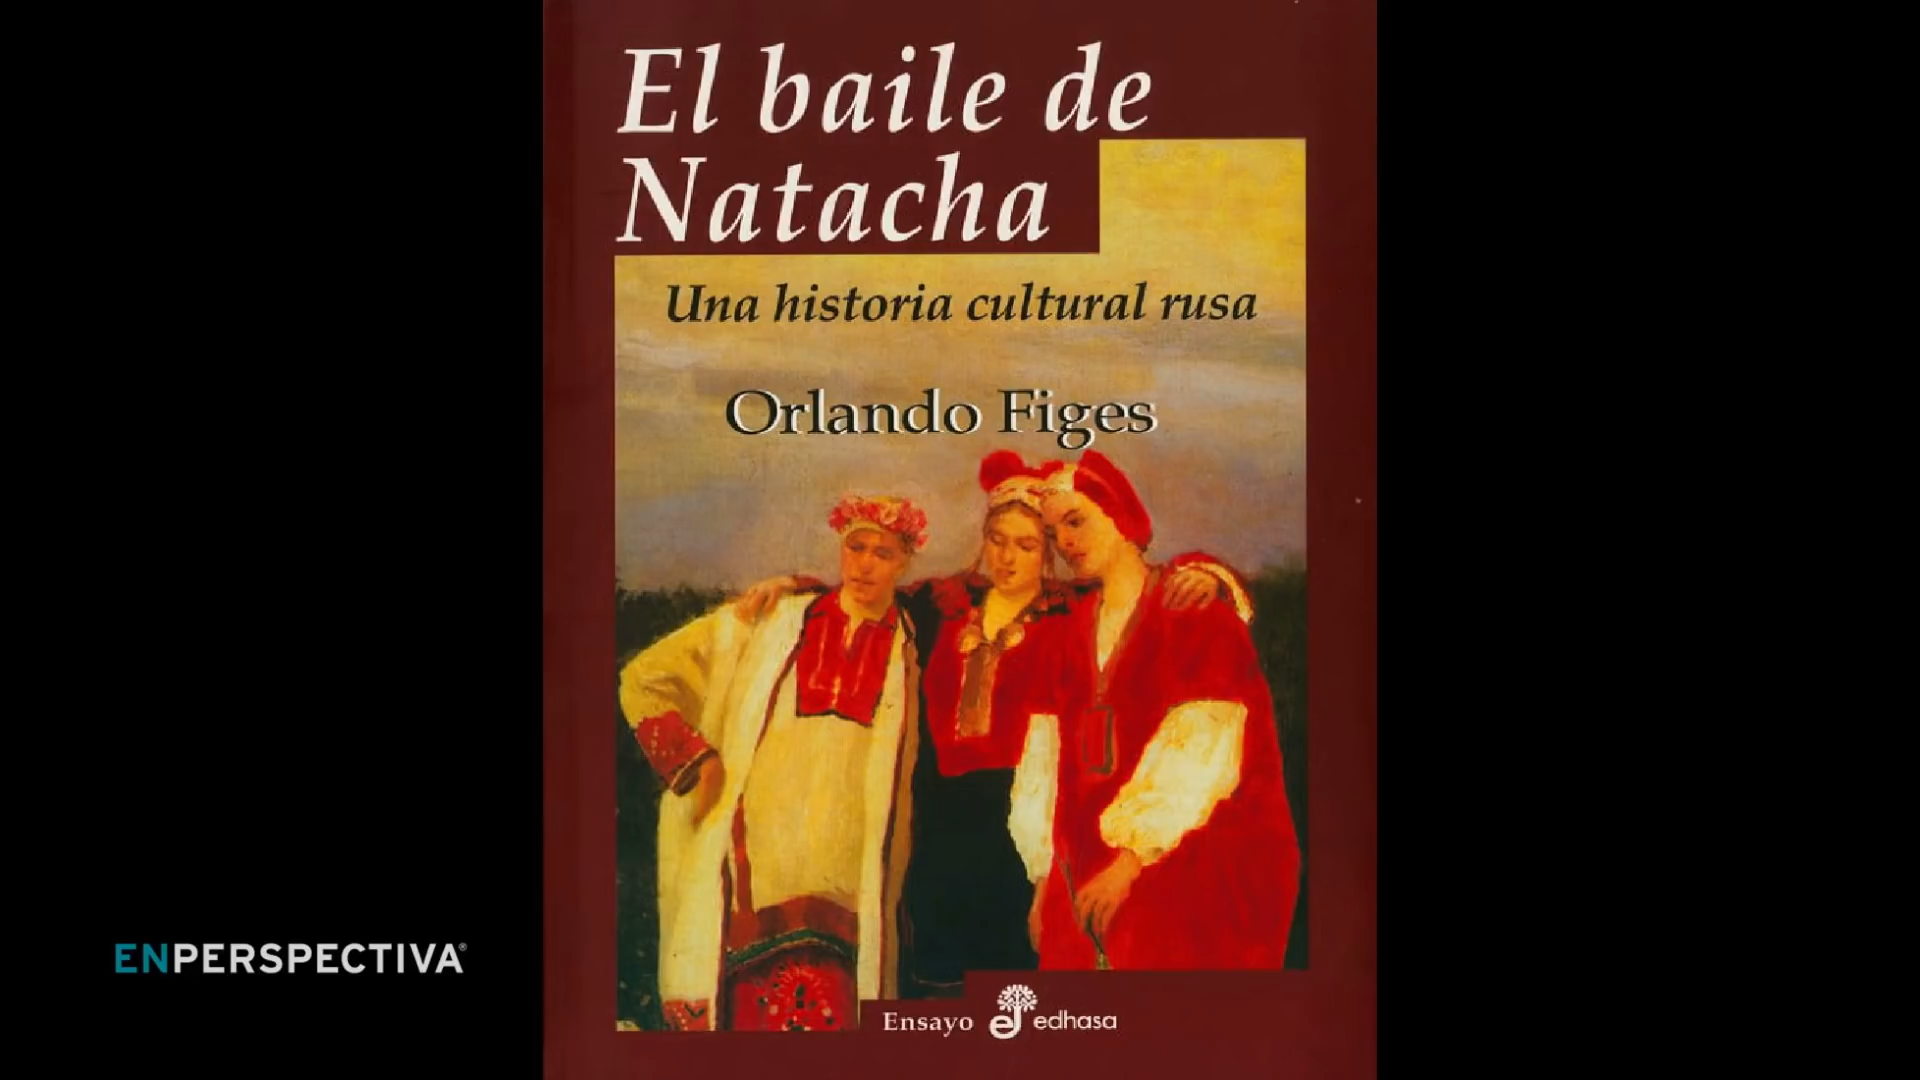 El baile de
Natacha
Una historia cultural rusa
Orlando Figes
ENPERSPECTIVA®
Ensayo edhasa